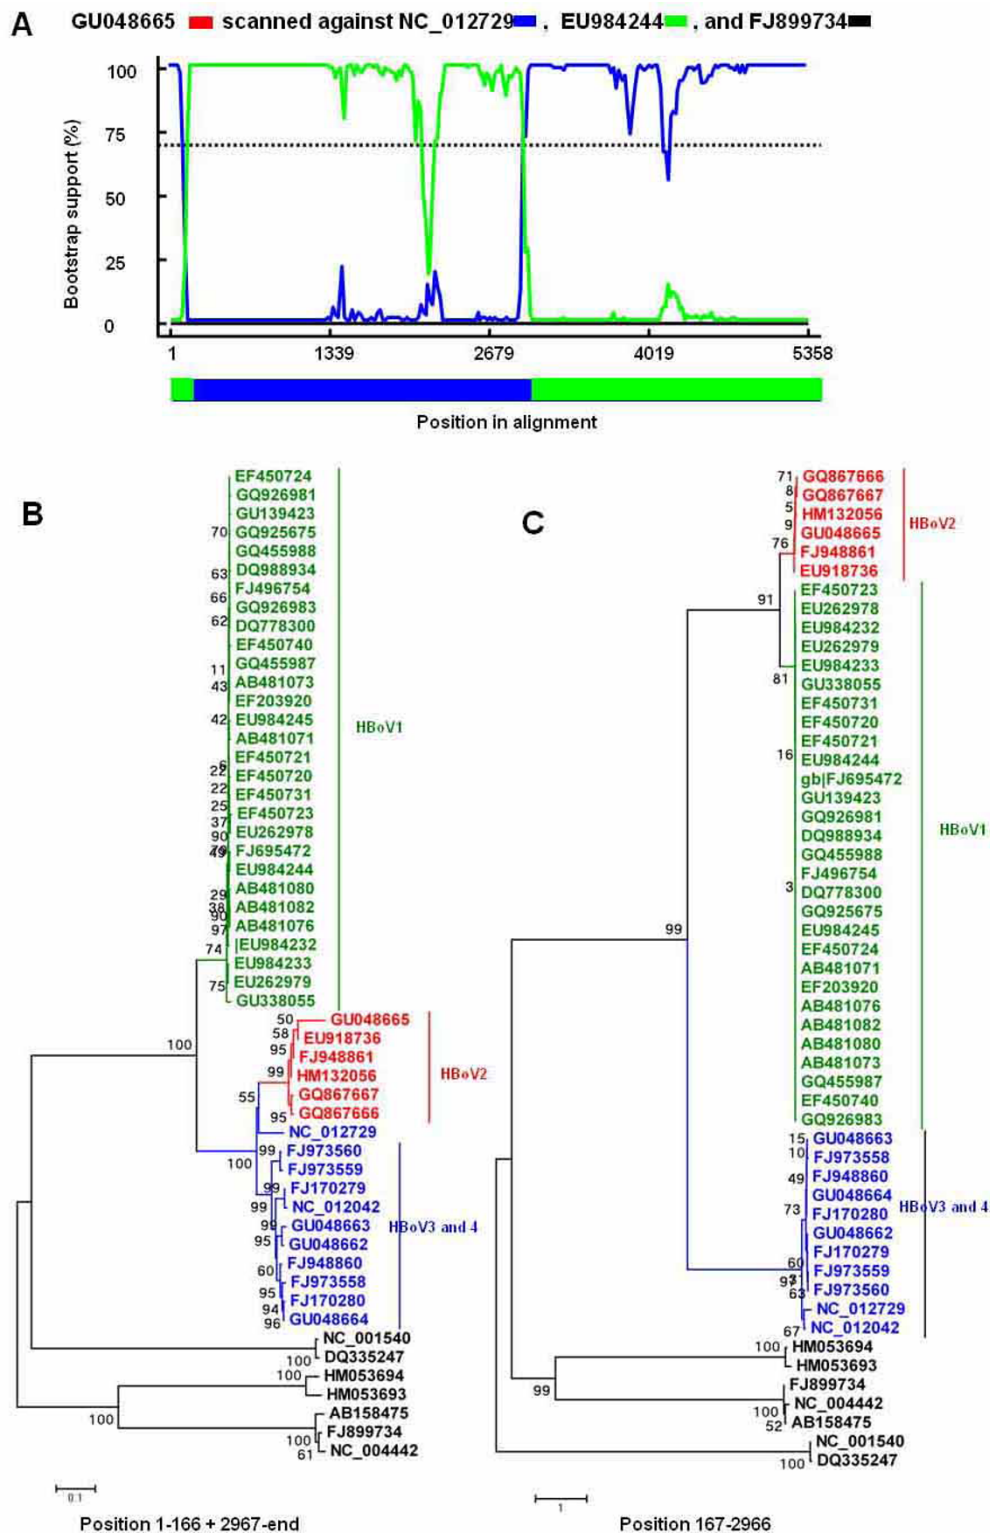 A
GU048665 scanned against NC_012729 , EU984244 , and FJ899734
Bootstrap support (%)
100
75
50
25
0
1 1339 2679 4019 5358
Position in alignment
B
EF450724
GQ926981
GU139423
70 GQ925675
GQ455988
63 DQ988934
66 FJ496754
GQ926983
62 DQ778300
EF450740
11 GQ455987
43 AB481073
EF203920
42 EU984245
AB481071
EF450721
22 EF450720
22 EF450731
25 EF450723
37
90 EU262978
FJ695472
EU984244
29 AB481080
38 AB481082
90
97 AB481076
74 |EU984232
EU984233
75 EU262979
GU338055
HBoV1
50 GU048665
58 EU918736
95 FJ948861
99 HM132056
GQ867667
95 GQ867666
HBoV2
55
100
100
NC_012729
99 FJ973560
FJ973559
99 FJ170279
99 NC_012042
99 GU048663
95 GU048662
60 FJ948860
FJ973558
95 FJ170280
94
96 GU048664
HBoV3 and 4
NC_001540
100 DQ335247
100 HM053694
HM053693
100
AB158475
100 FJ899734
61 NC_004442
0.1
Position 1-166 + 2967-end
C
71 GQ867666
8 GQ867667
5 HM132056
9 GU048665
76 FJ948861
EU918736
HBoV2
91
EF450723
EU262978
EU984232
EU262979
EU984233
81 GU338055
EF450731
EF450720
EF450721
16 EU984244
gb|FJ695472
GU139423
GQ926981
DQ988934
GQ455988
FJ496754
3 DQ778300
GQ925675
EU984245
EF450724
AB481071
EF203920
AB481076
AB481082
AB481080
AB481073
GQ455987
EF450740
GQ926983
HBoV1
99
15 GU048663
10 FJ973558
49 FJ948860
GU048664
73 FJ170280
GU048662
FJ170279
60 FJ973559
97
63 FJ973560
NC_012729
67 NC_012042
HBoV3 and 4
100 HM053694
HM053693
99
FJ899734
100 NC_004442
52 AB158475
NC_001540
100 DQ335247
1
Position 167-2966